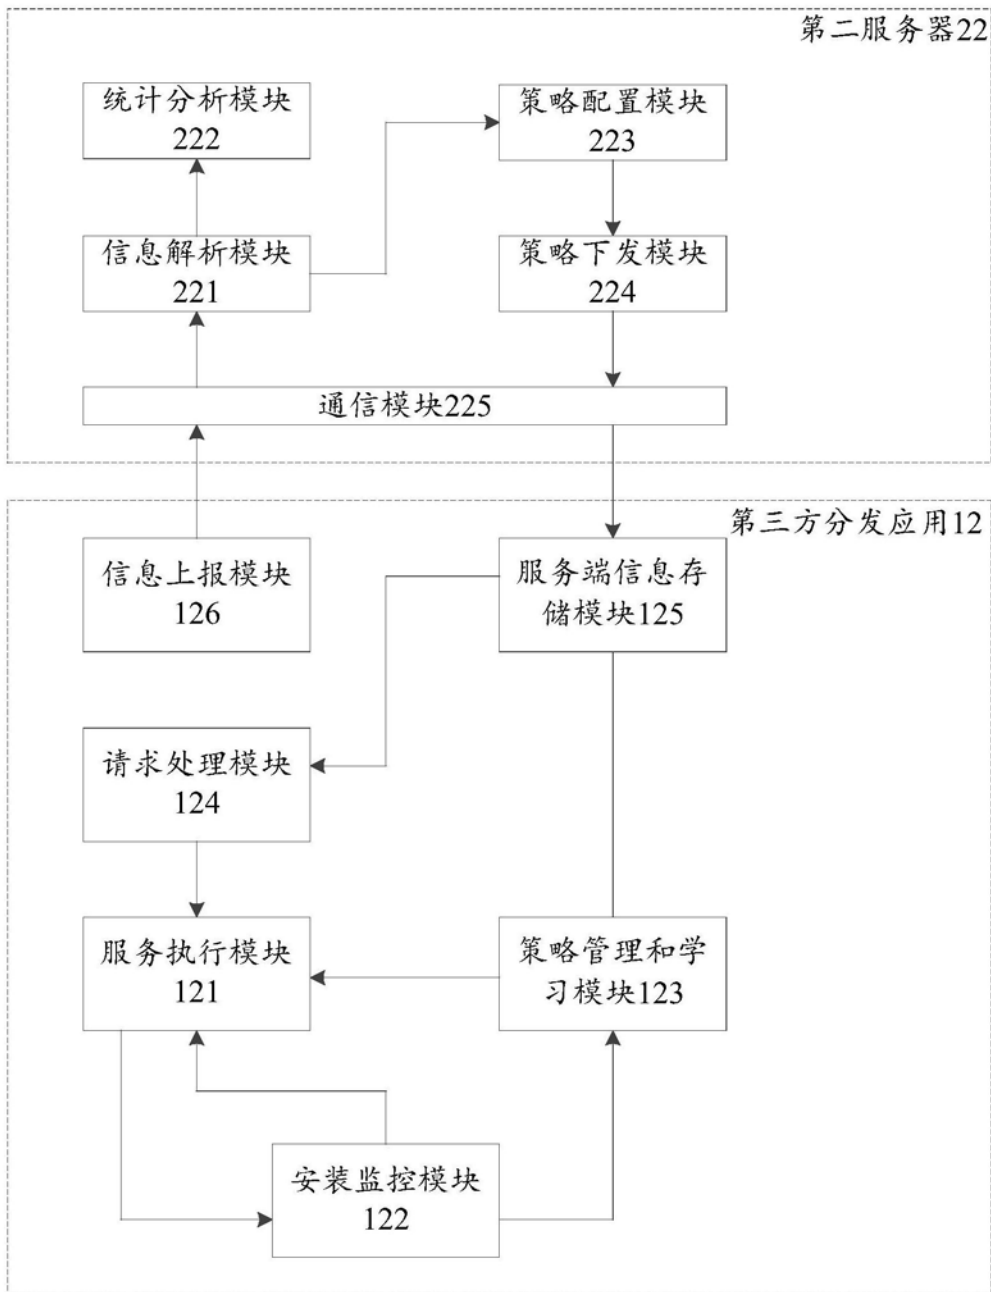 第二服务器22
统计分析模块
222
策略配置模块
223
信息解析模块
221
策略下发模块
224
通信模块225
第三方分发应用12
信息上报模块
126
服务端信息存
储模块125
请求处理模块
124
服务执行模块
121
策略管理和学
习模块123
安装监控模块
122